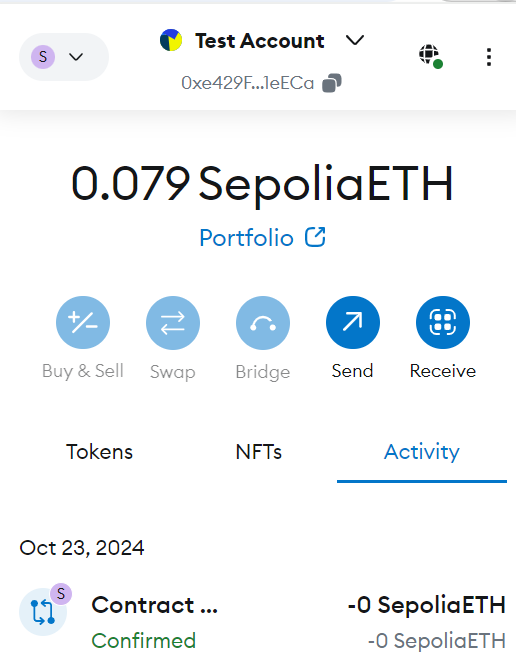 S
Test Account
0xe429F...1eECa
0.079 SepoliaETH
Portfolio
Buy & Sell Swap Bridge Send Receive
Tokens NFTs Activity
Oct 23, 2024
S
Contract ... -0 SepoliaETH
Confirmed -0 SepoliaETH